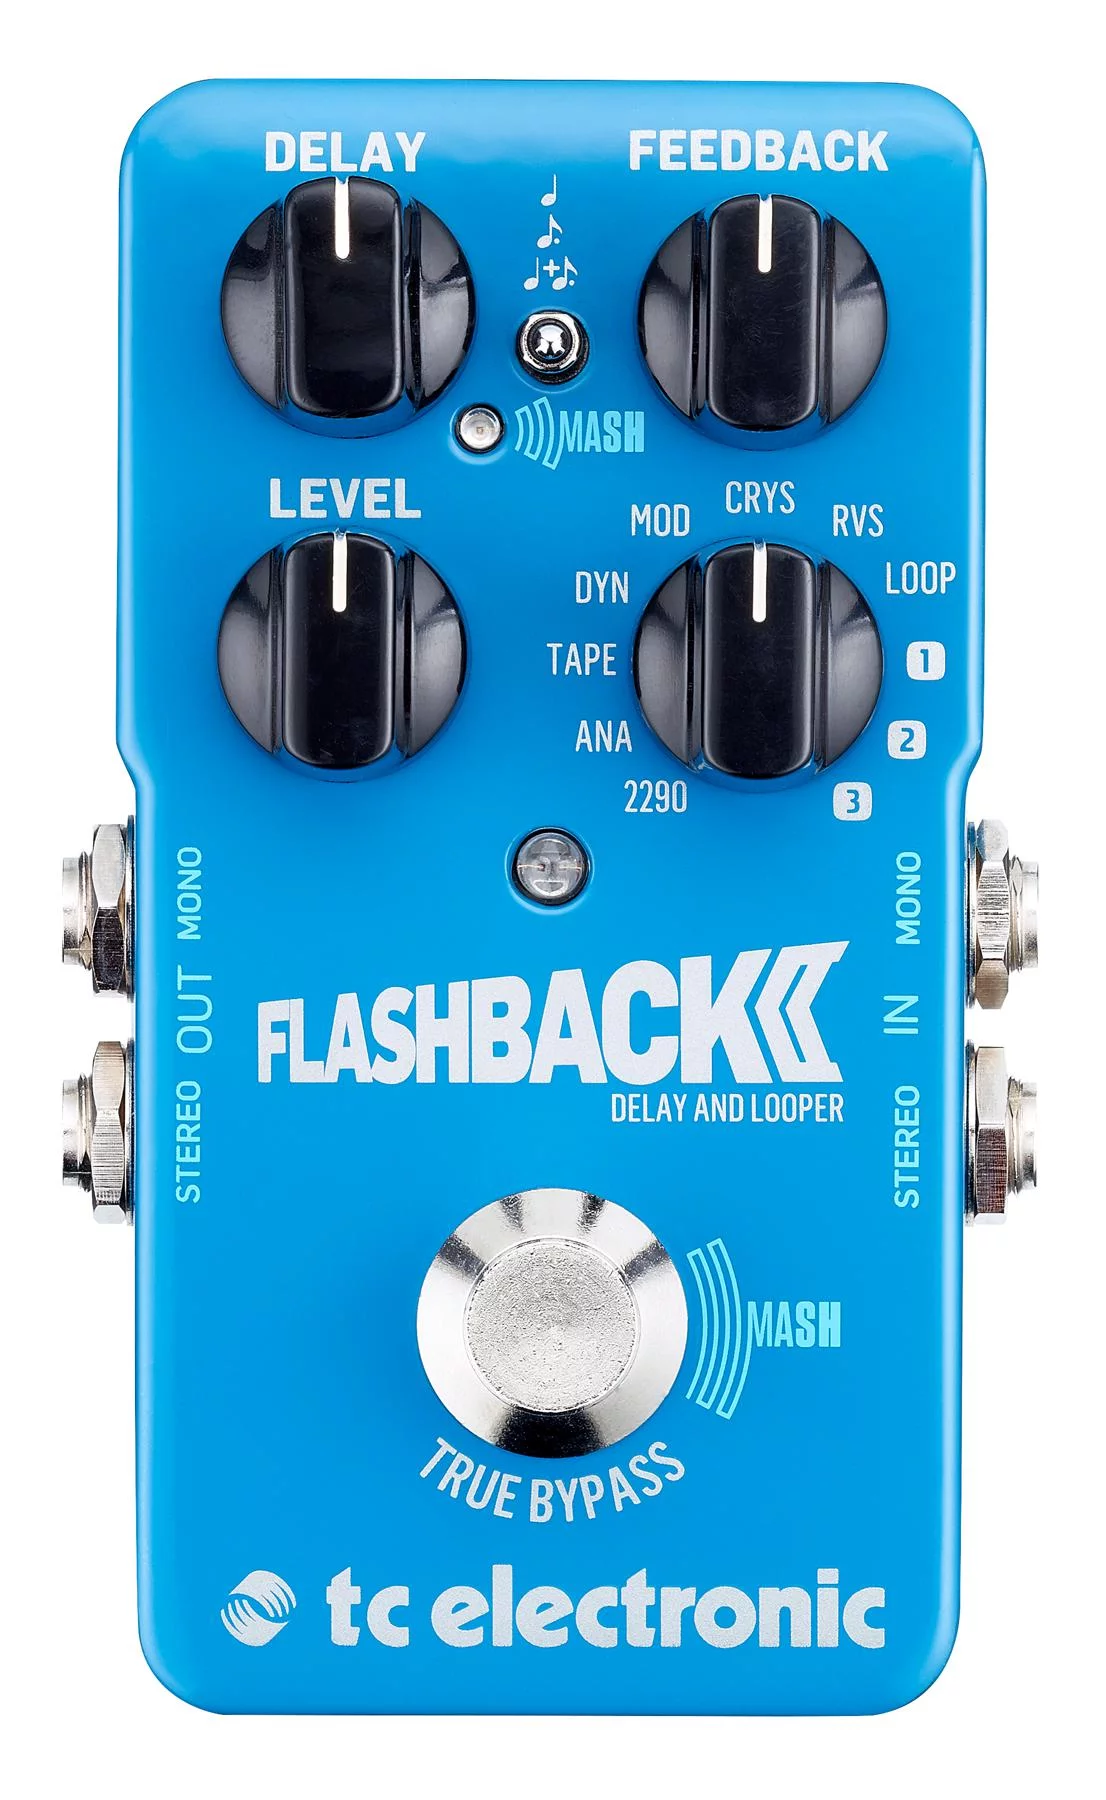 DELAY
FEEDBACK
MASH
LEVEL
MOD
CRYS
RVS
DYN
LOOP
TAPE
1
ANA
2
2290
3
STEREO OUT MONO
STEREO IN MONO
FLASHBACK
DELAY AND LOOPER
MASH
TRUE BYPASS
tc electronic